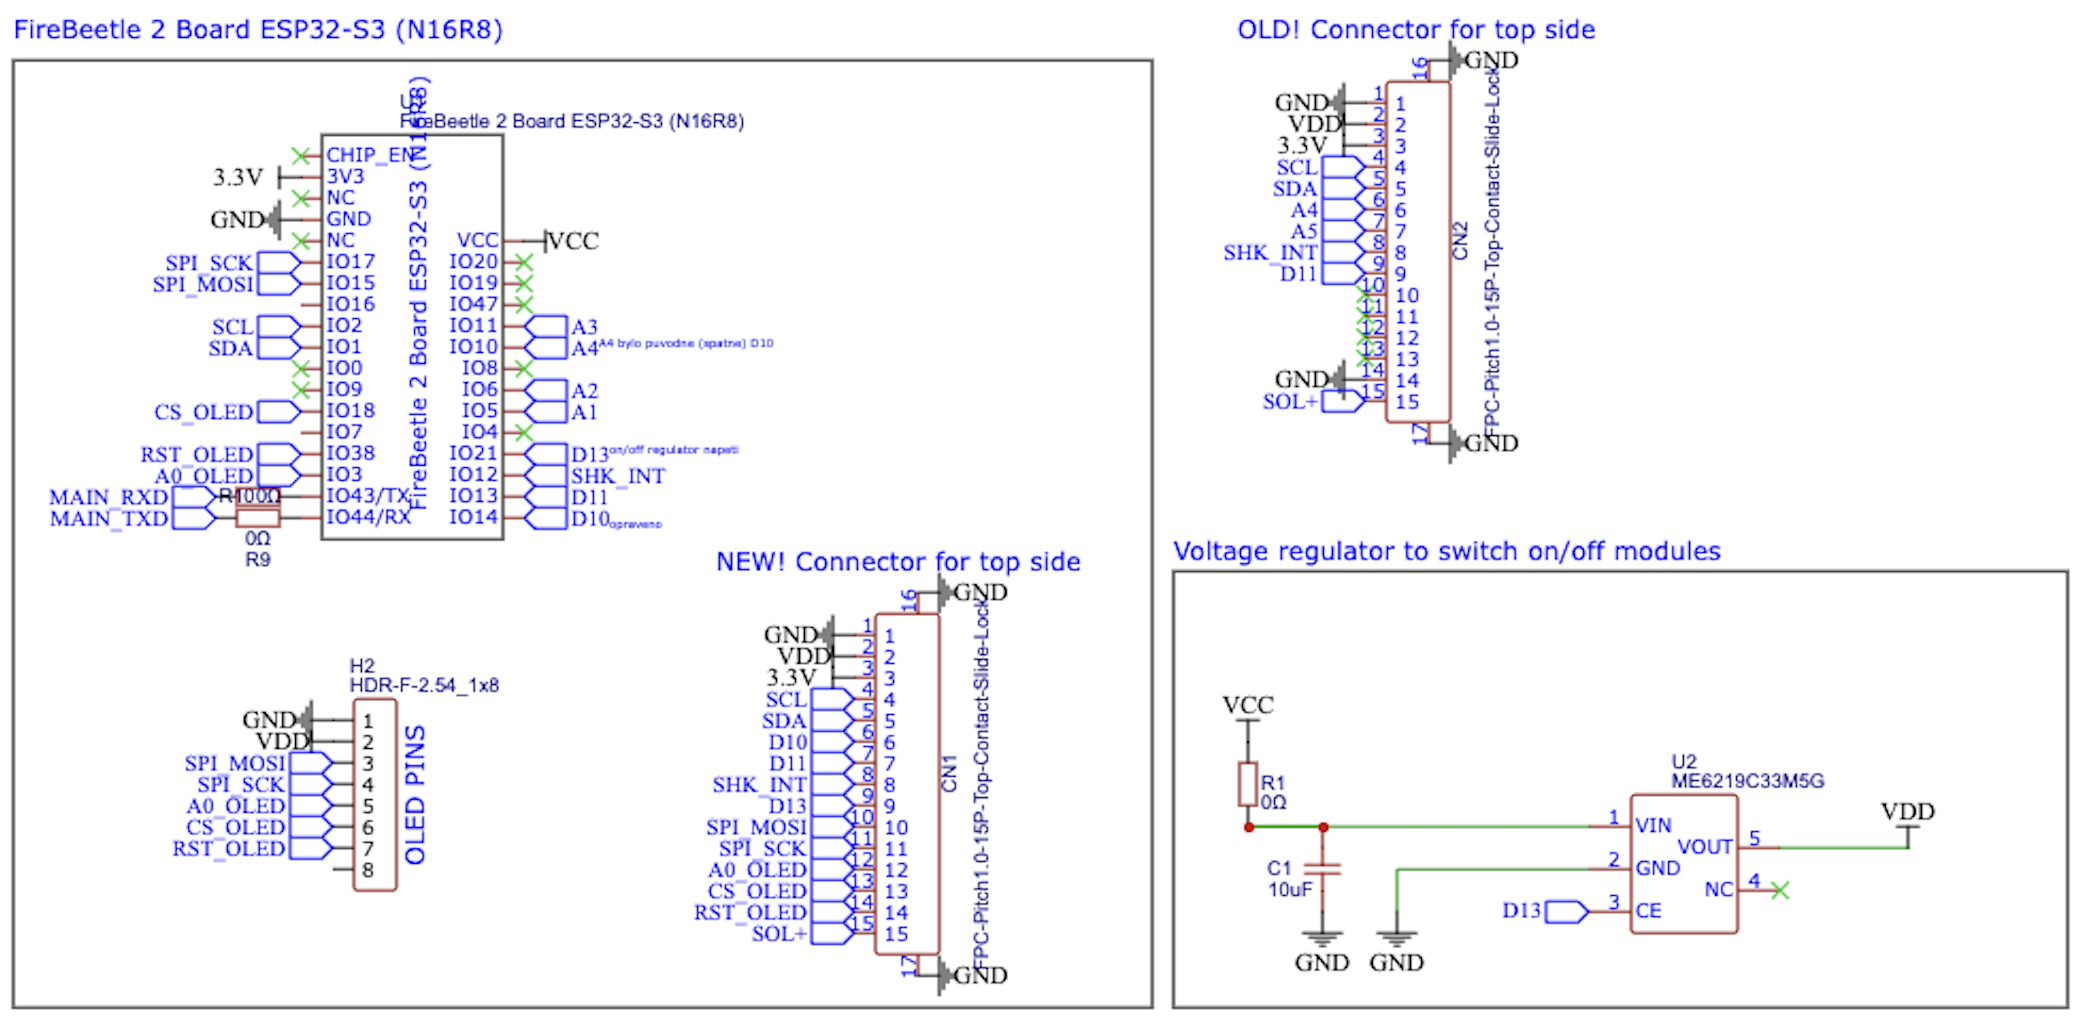 FireBeetle 2 Board ESP32-S3 (N16R8)
FireBeetle 2 Board ESP32-S3 (N16R8)
FireBeetle 2 Board ESP32-S3 (N16R8)
CHIP_EN
3.3V 3V3
NC
GND GND
NC
SPI_SCK IO17
SPI_MOSI IO15
IO16
SCL IO2
SDA IO1
IO0
IO9
CS_OLED IO18
IO7
RST_OLED IO38
A0_OLED IO3
MAIN_RXD 100Ω IO43/TX
MAIN_TXD IO44/RX
0Ω
R9
VCC VCC
IO20
IO19
IO47
IO11 A3
IO10 A4 A4 bylo puvodne (spatne) D10
IO8
IO6 A2
IO5 A1
IO4
IO21 D13 on/off regulator napeti
IO12 SHK_INT
IO13 D11
IO14 D10 opraveno
H2
HDR-F-2.54_1x8
GND 1
VDD 2
SPI_MOSI 3
SPI_SCK 4
A0_OLED 5
CS_OLED 6
RST_OLED 7
8
OLED PINS
NEW! Connector for top side
16 GND
GND 1 1
VDD 2 2
3.3V 3 3
SCL 4 4
SDA 5 5
D10 6 6
D11 7 7
SHK_INT 8 8
D13 9 9
SPI_MOSI 10 10
SPI_SCK 11 11
A0_OLED 12 12
CS_OLED 13 13
RST_OLED 14 14
SOL+ 15 15
17 GND
CN1
FPC-Pitch1.0-15P-Top-Contact-Slide-Lock
OLD! Connector for top side
16 GND
GND 1 1
VDD 2 2
3.3V 3 3
SCL 4 4
SDA 5 5
A4 6 6
A5 7 7
SHK_INT 8 8
D11 9 9
10 10
11 11
12 12
13 13
GND 14 14
SOL+ 15 15
17 GND
CN2
FPC-Pitch1.0-15P-Top-Contact-Slide-Lock
Voltage regulator to switch on/off modules
VCC
R1
0Ω
C1
10uF
GND
GND
U2
ME6219C33M5G
1 VIN
2 GND
D13 3 CE
VOUT 5
NC 4
VDD